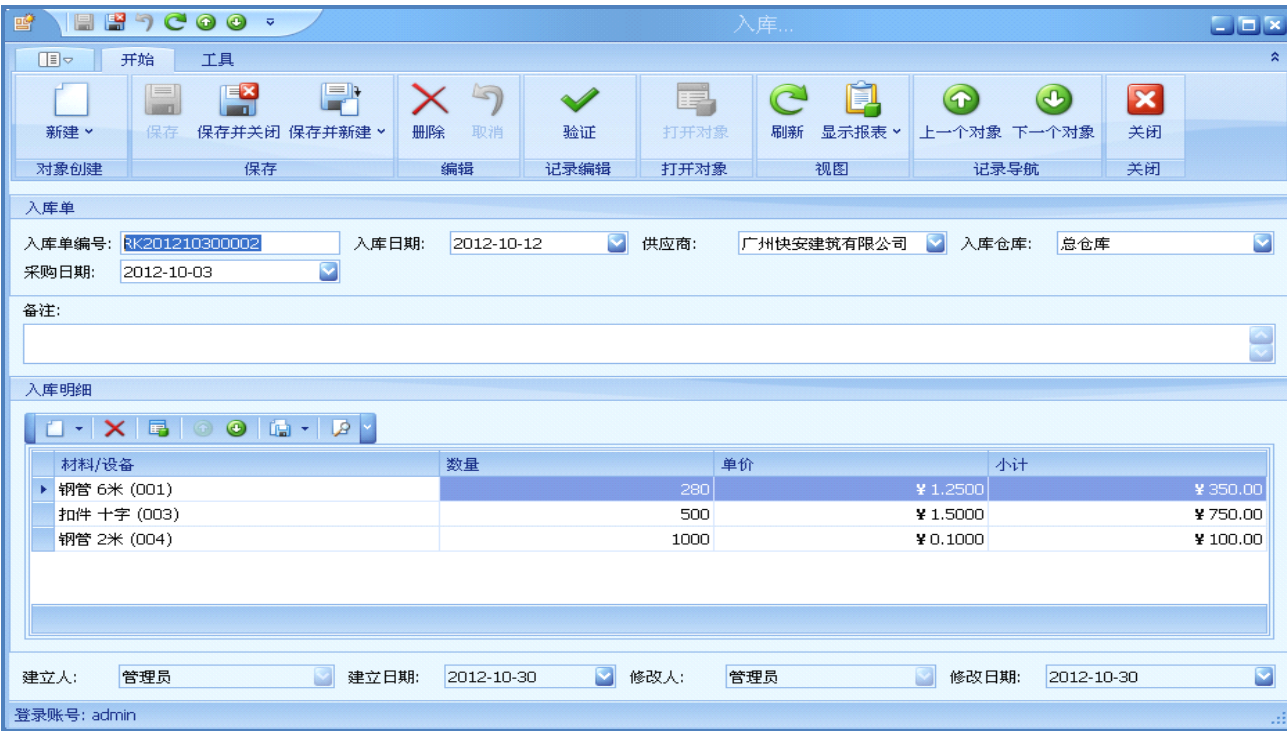 入库...
开始 工具
新建 保存 保存并关闭 保存并新建 删除 取消 验证 打开对象 刷新 显示报表 上一个对象 下一个对象 关闭
对象创建 保存 编辑 记录编辑 打开对象 视图 记录导航 关闭
入库单
入库单编号: RK201210300002 入库日期: 2012-10-12 供应商: 广州快安建筑有限公司 入库仓库: 总仓库
采购日期: 2012-10-03
备注:
入库明细
材料/设备 数量 单价 小计
钢管 6米 (001) 280 ¥ 1.2500 ¥ 350.00
扣件 十字 (003) 500 ¥ 1.5000 ¥ 750.00
钢管 2米 (004) 1000 ¥ 0.1000 ¥ 100.00
建立人: 管理员 建立日期: 2012-10-30 修改人: 管理员 修改日期: 2012-10-30
登录账号: admin